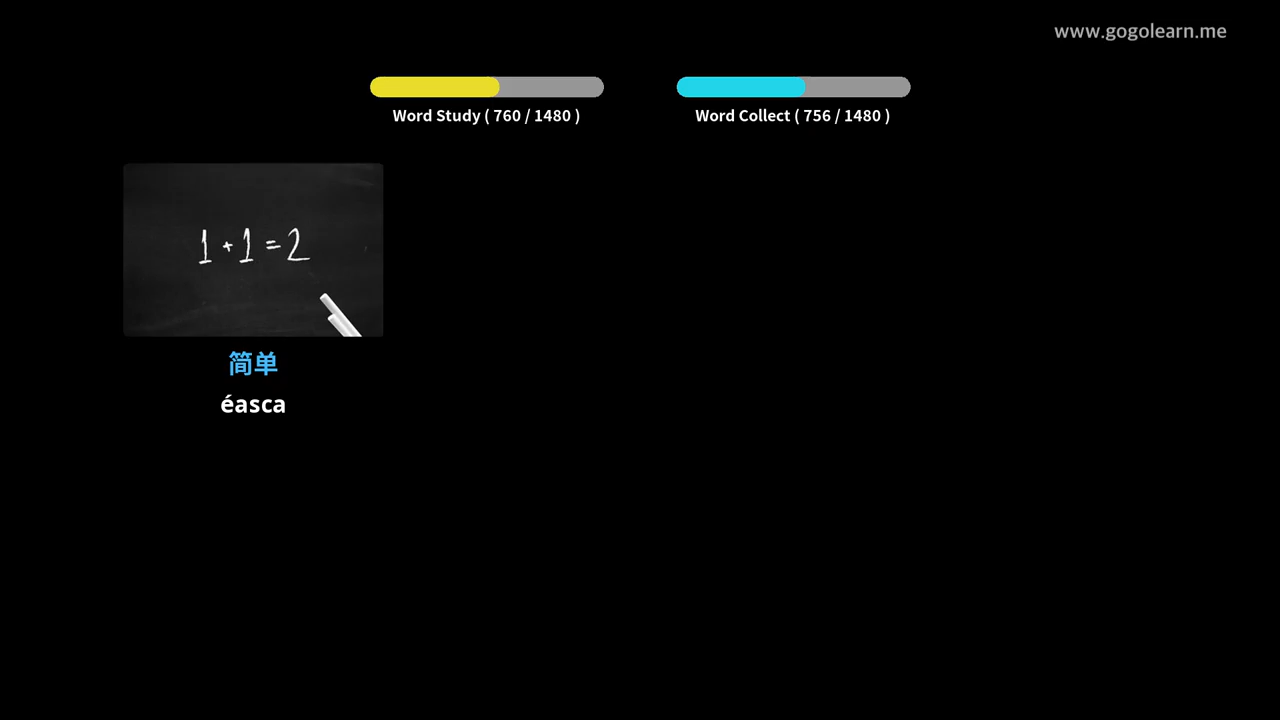 www.gogolearn.me
Word Study ( 760 / 1480 )
Word Collect ( 756 / 1480 )
1 + 1 = 2
简单
éasca